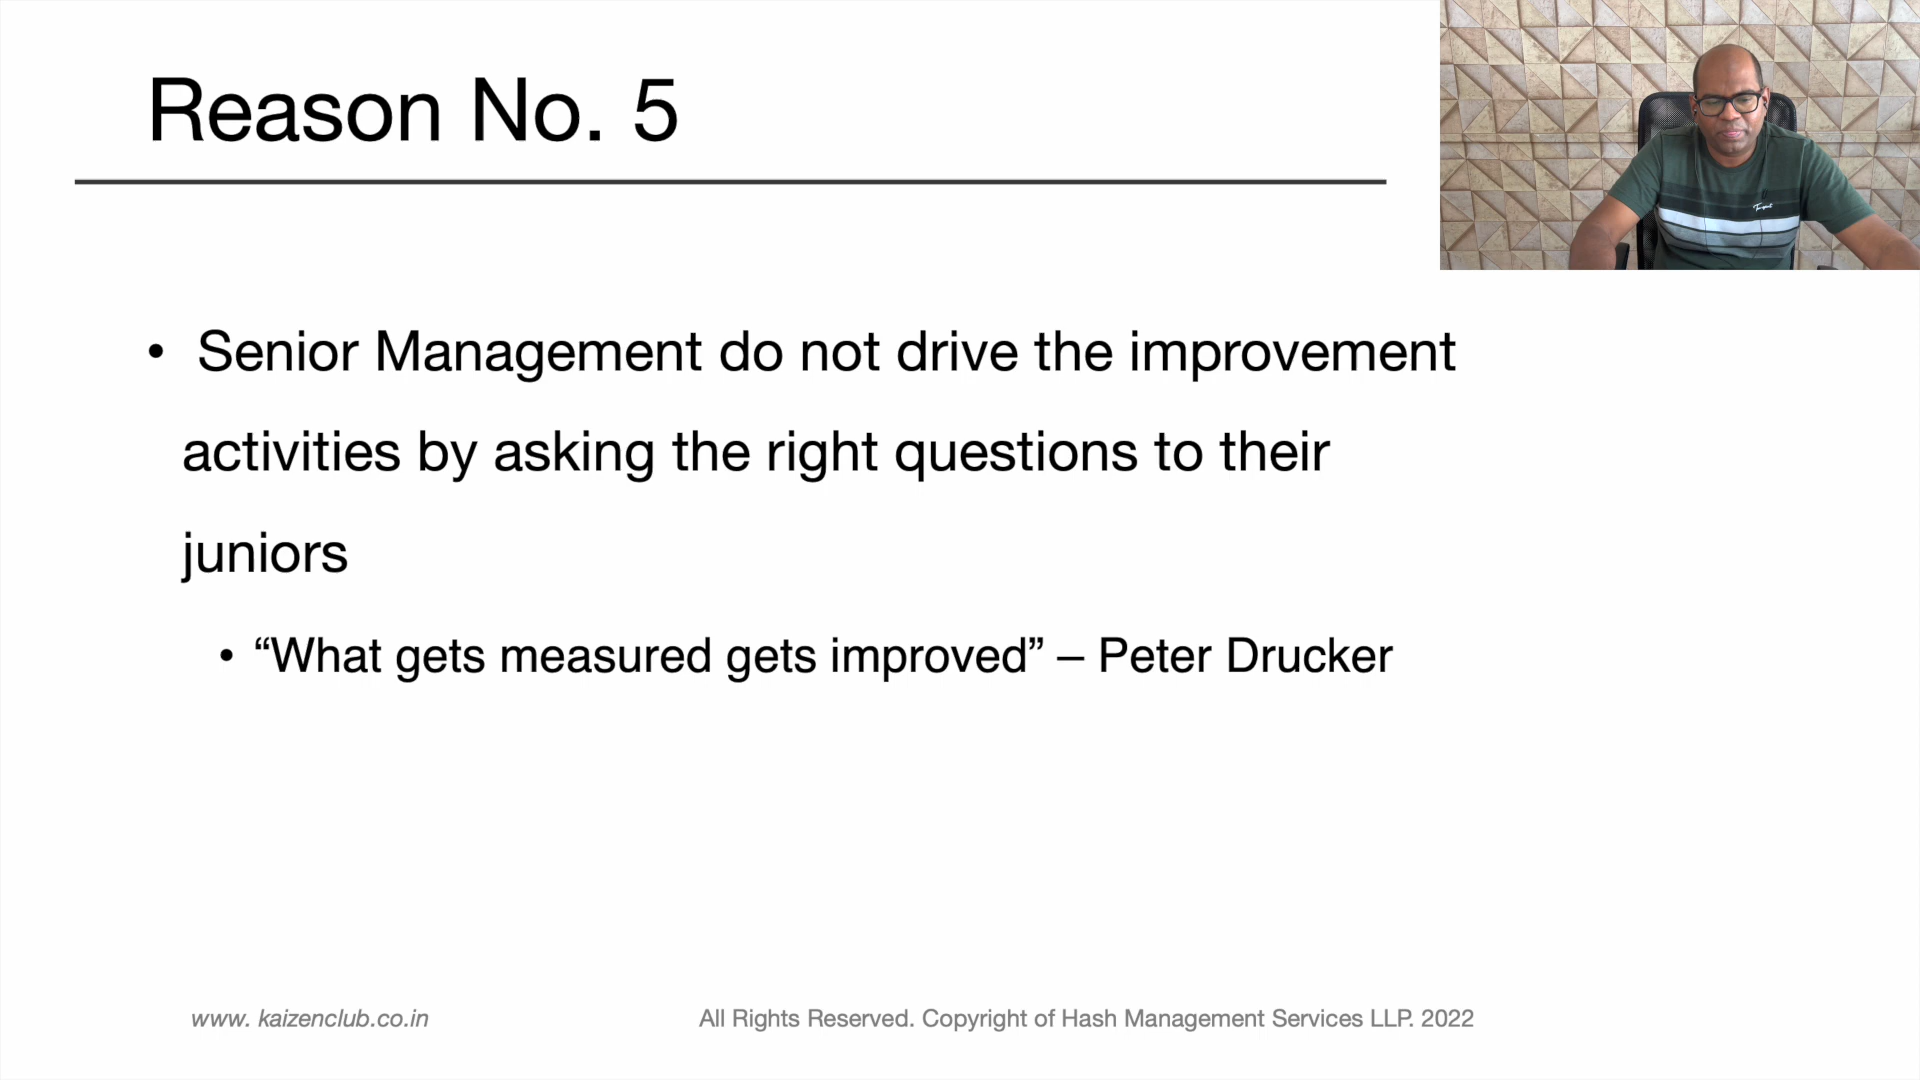 Reason No. 5
• Senior Management do not drive the improvement
activities by asking the right questions to their
juniors
• “What gets measured gets improved” – Peter Drucker
www. kaizenclub.co.in
All Rights Reserved. Copyright of Hash Management Services LLP. 2022